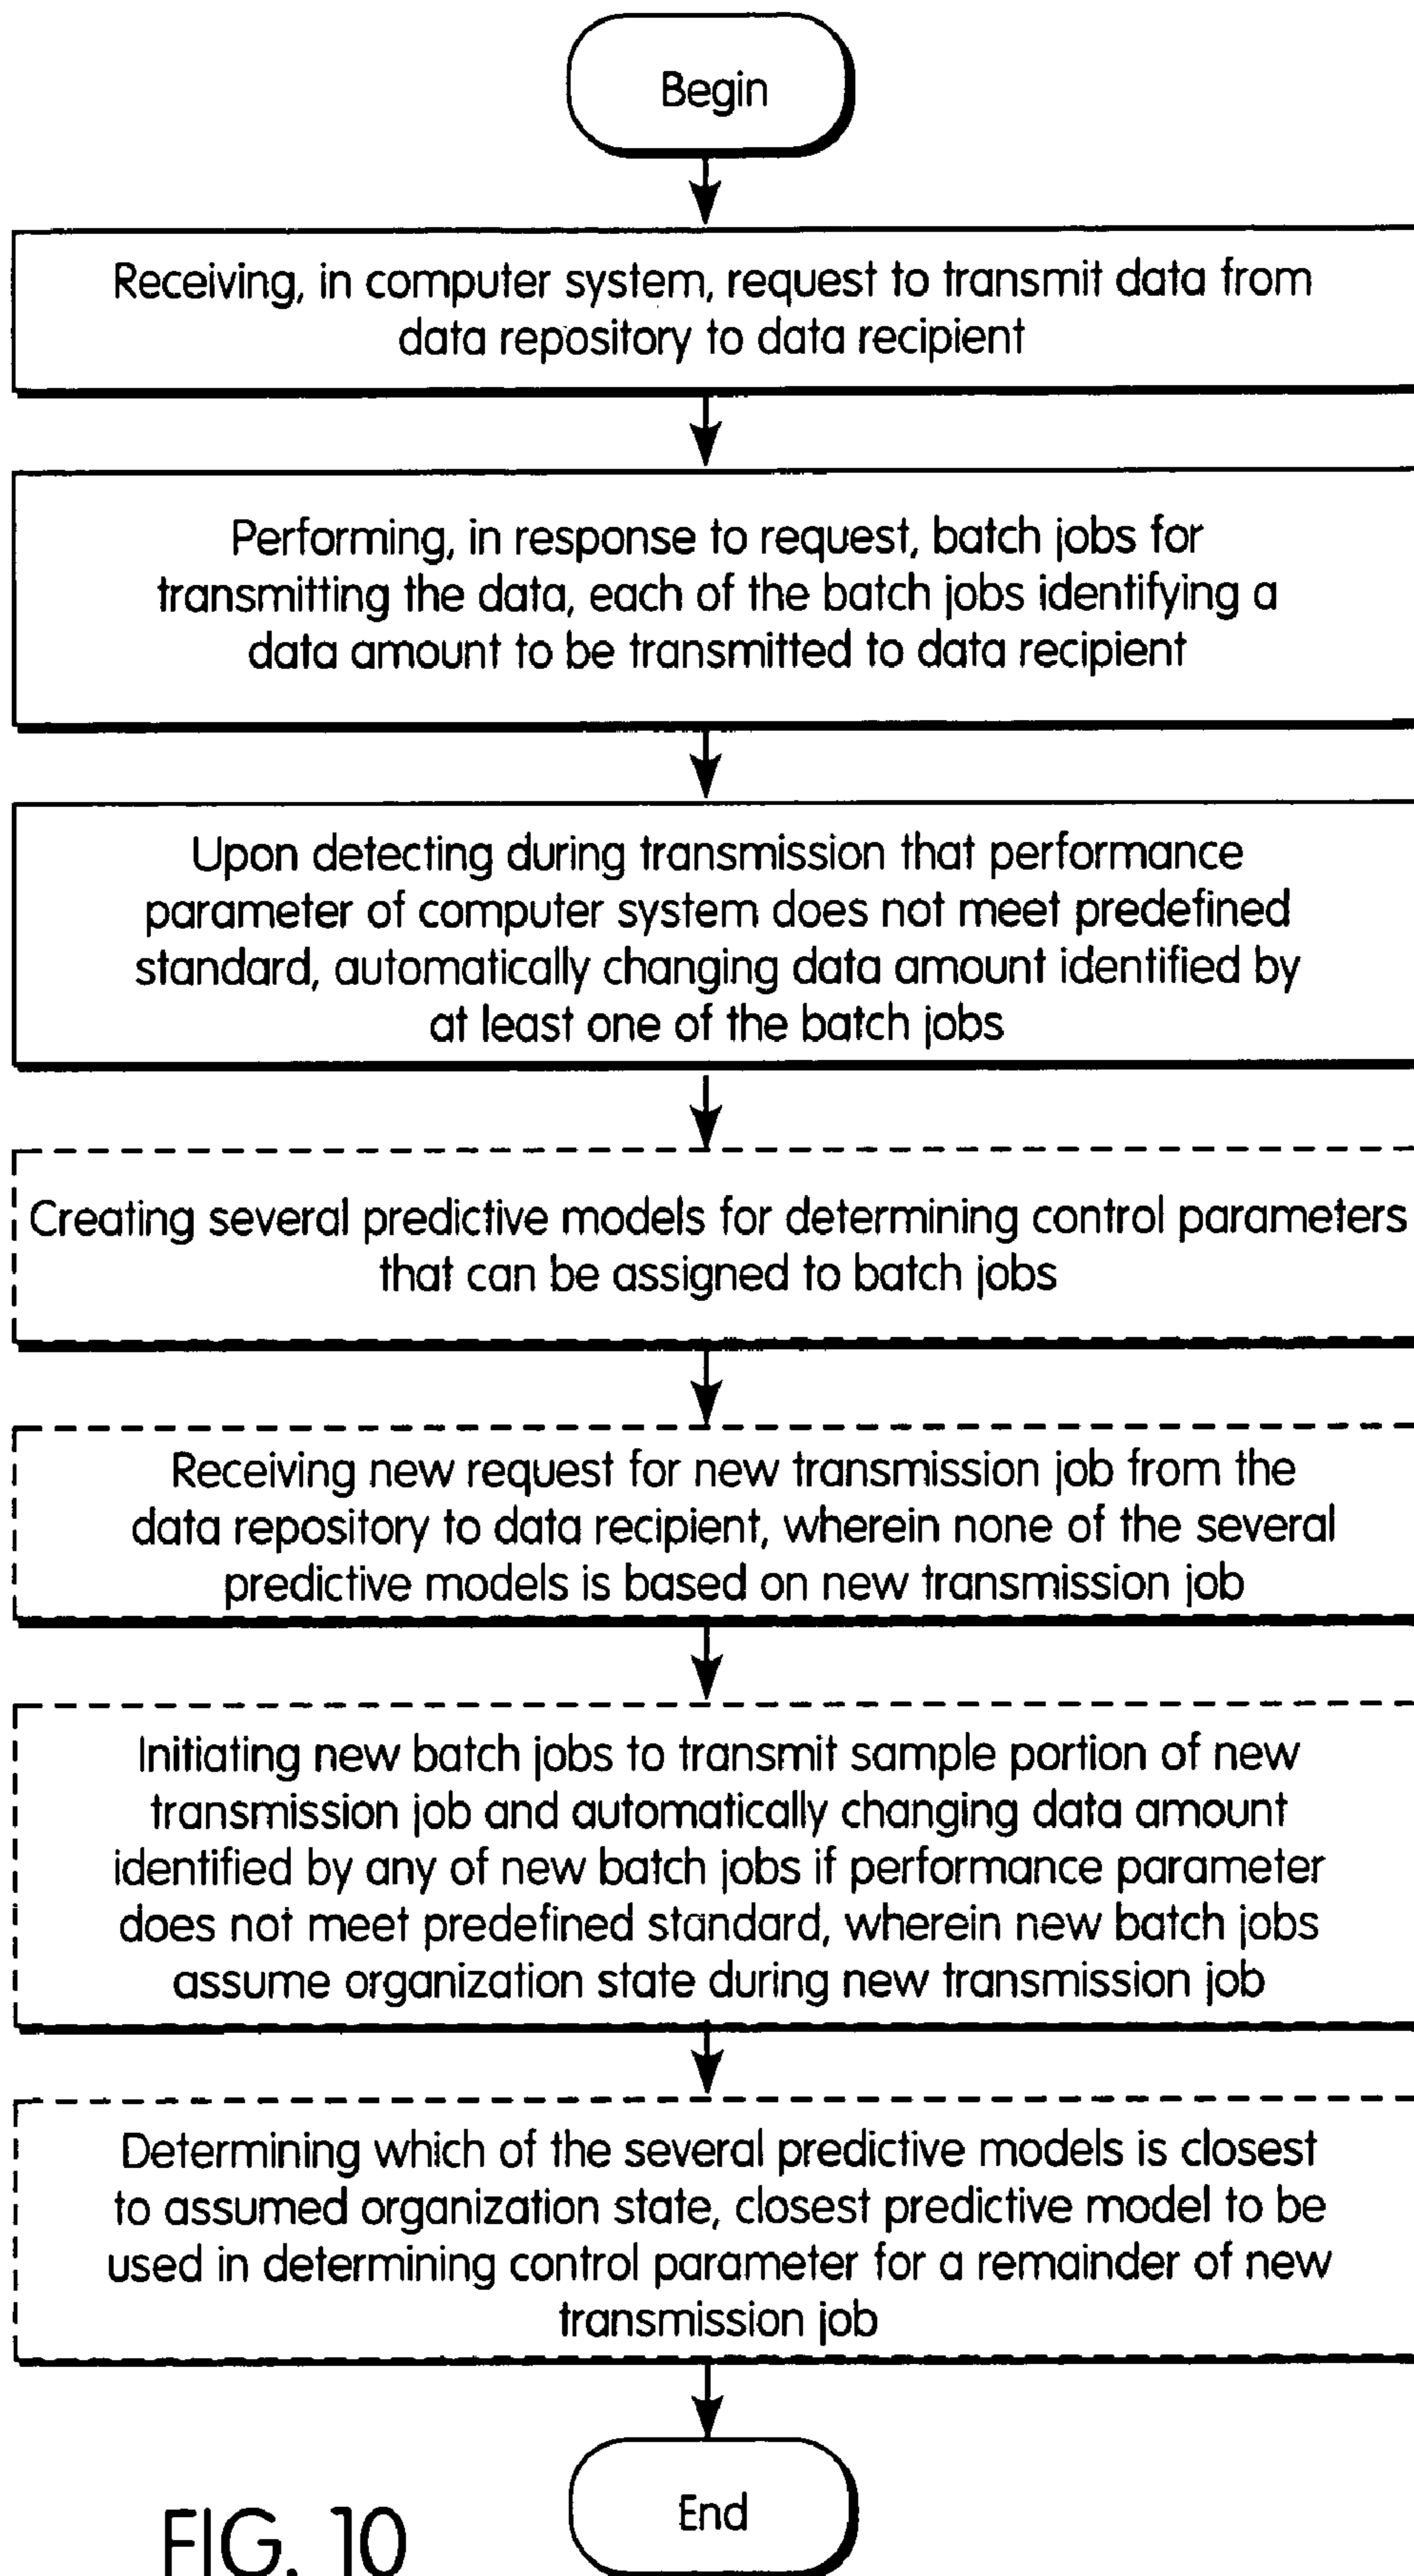 Begin
Receiving, in computer system, request to transmit data from
data repository to data recipient
Performing, in response to request, batch jobs for
transmitting the data, each of the batch jobs identifying a
data amount to be transmitted to data recipient
Upon detecting during transmission that performance
parameter of computer system does not meet predefined
standard, automatically changing data amount identified by
at least one of the batch jobs
Creating several predictive models for determining control parameters
that can be assigned to batch jobs
Receiving new request for new transmission job from the
data repository to data recipient, wherein none of the several
predictive models is based on new transmission job
Initiating new batch jobs to transmit sample portion of new
transmission job and automatically changing data amount
identified by any of new batch jobs if performance parameter
does not meet predefined standard, wherein new batch jobs
assume organization state during new transmission job
Determining which of the several predictive models is closest
to assumed organization state, closest predictive model to be
used in determining control parameter for a remainder of new
transmission job
End
FIG. 10